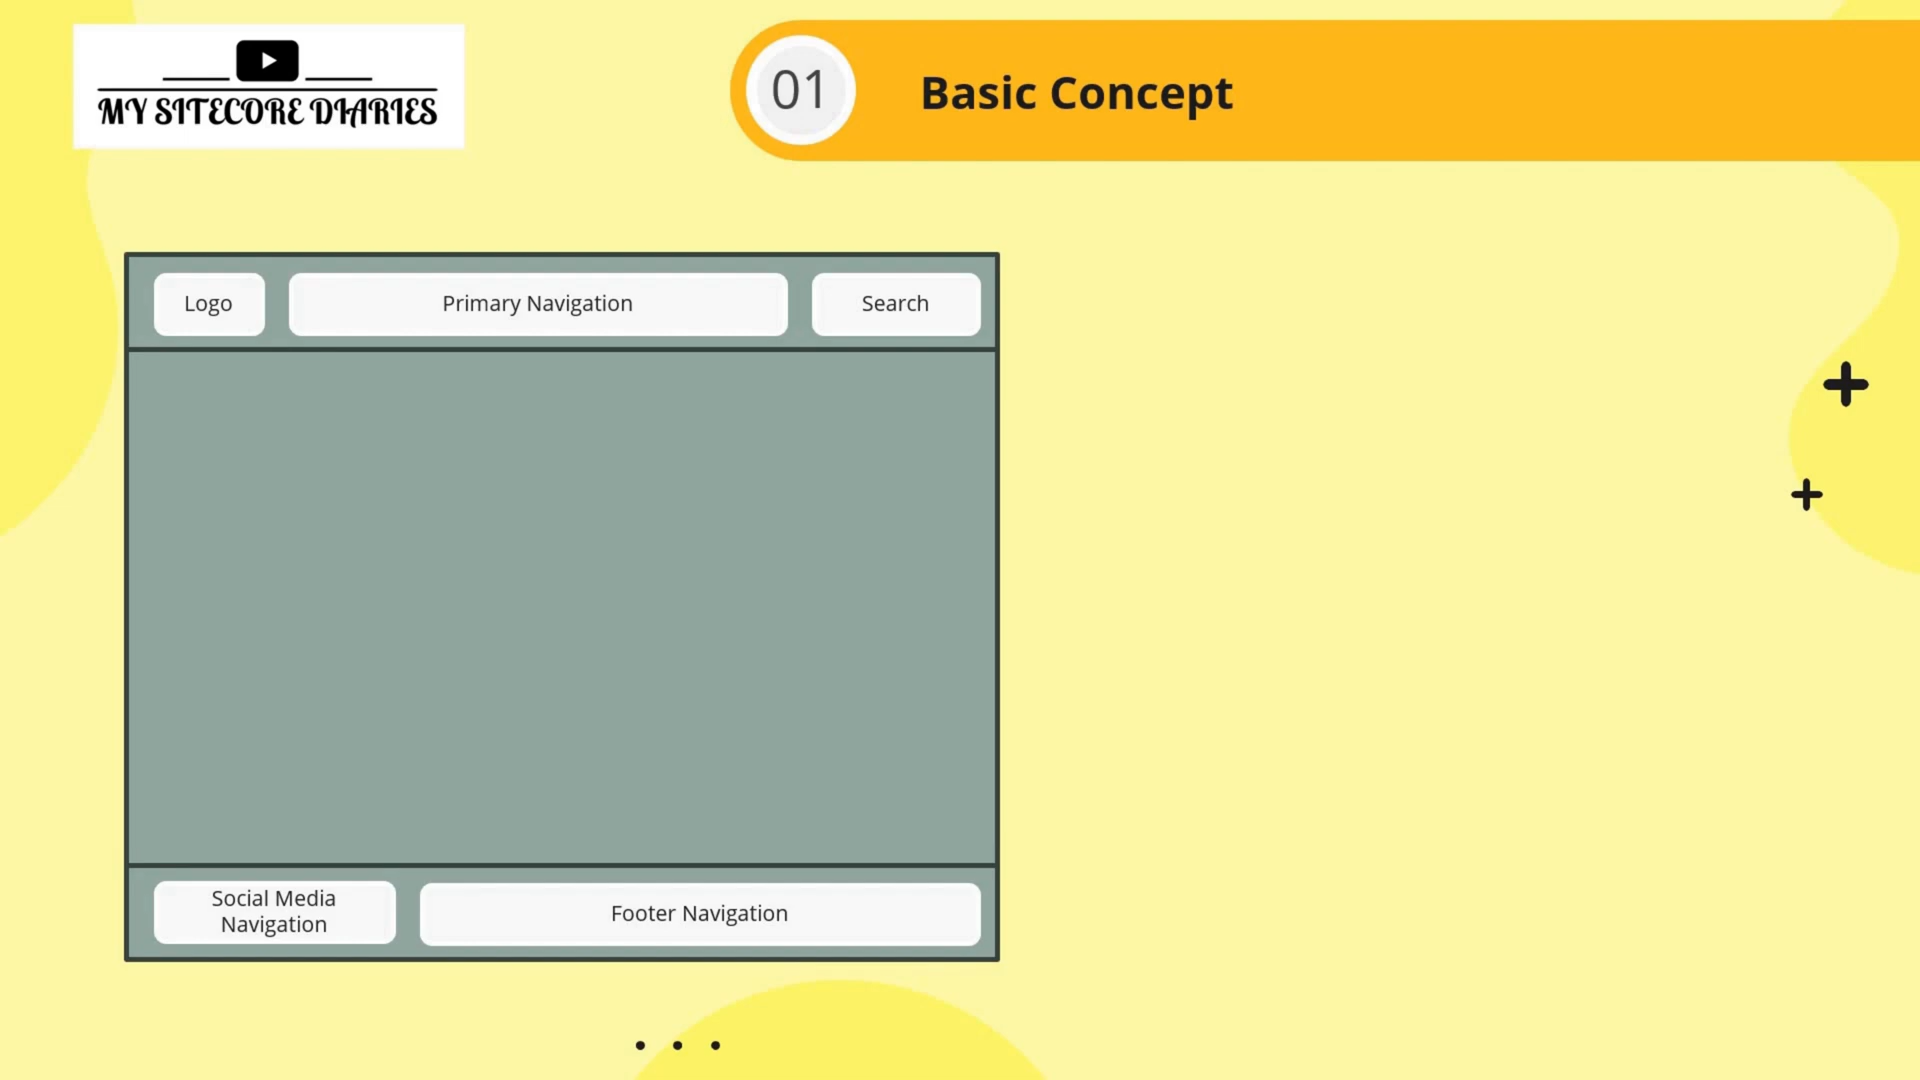 MY SITECORE DIARIES
01
Basic Concept
Logo
Primary Navigation
Search
Social Media
Navigation
Footer Navigation